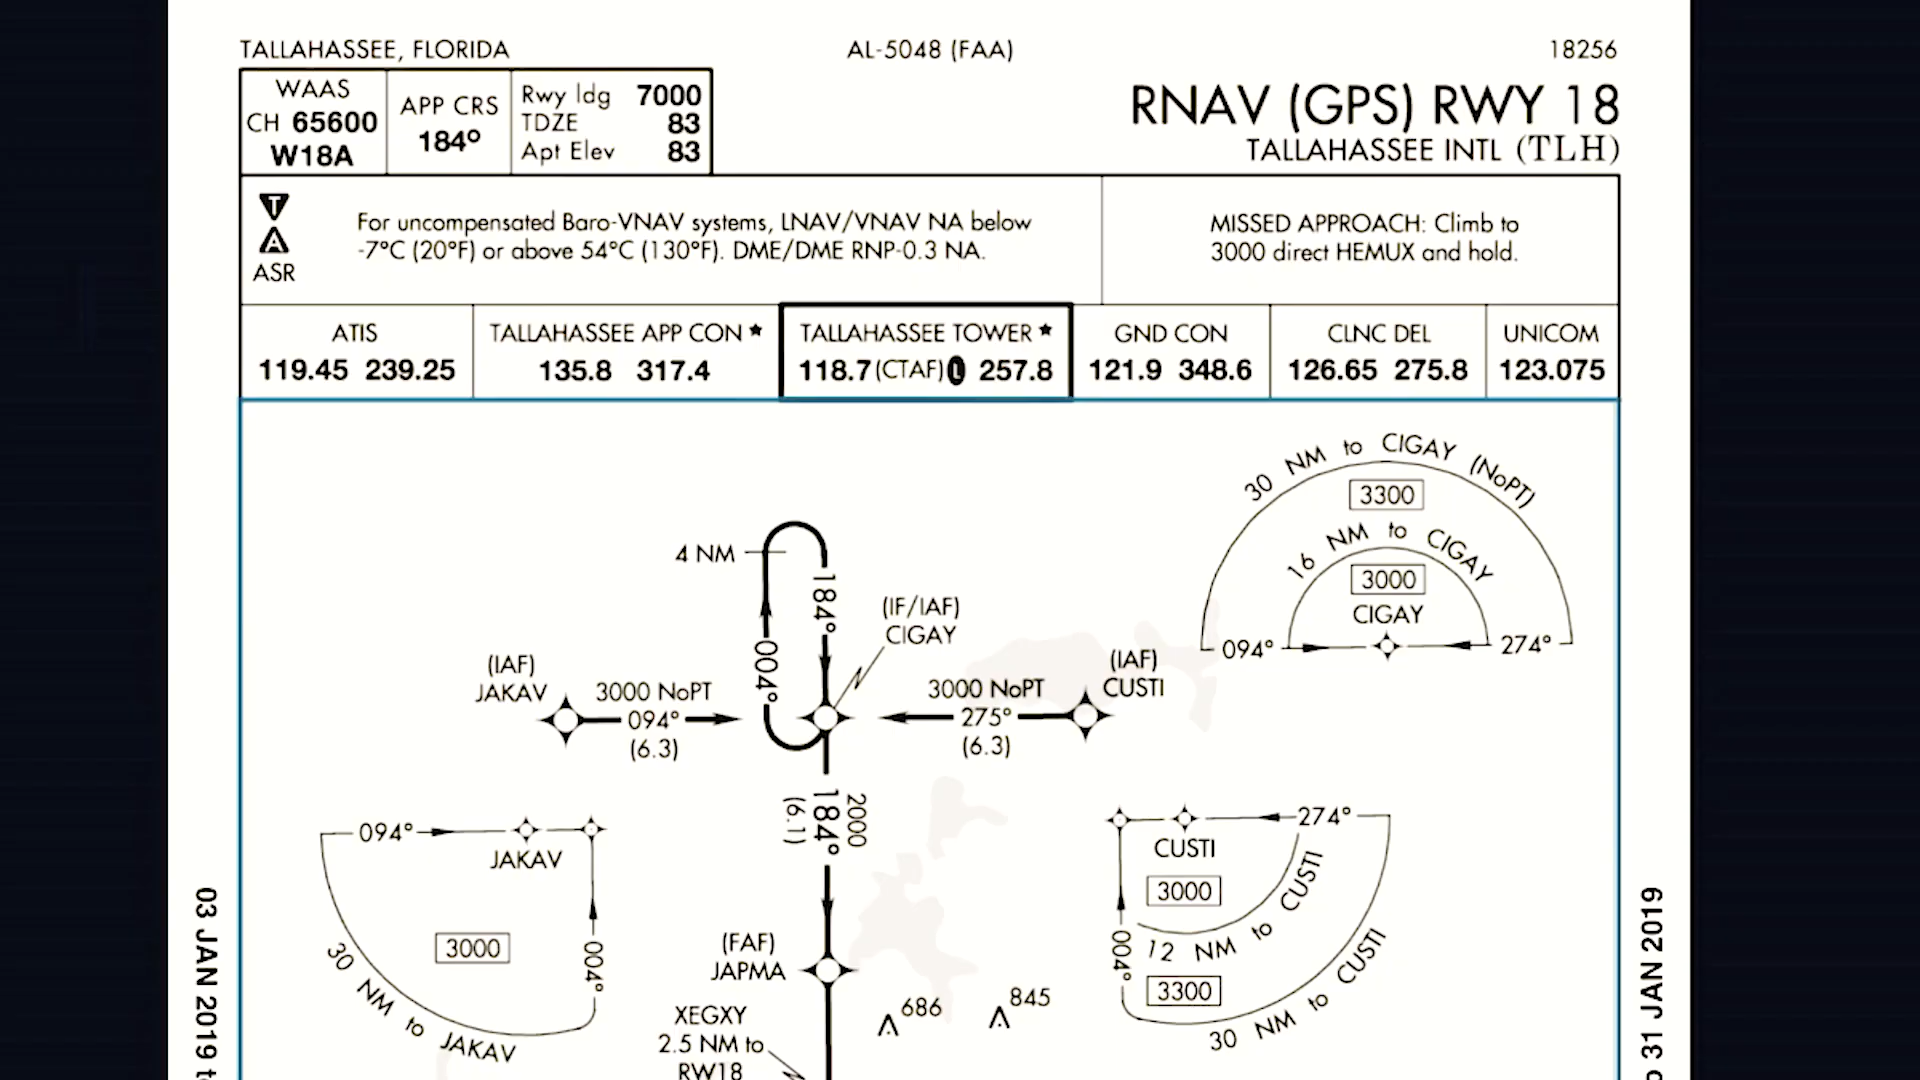 TALLAHASSEE, FLORIDA
AL-5048 (FAA)
18256
WAAS
CH 65600
W18A
APP CRS
184°
Rwy ldg 7000
TDZE 83
Apt Elev 83
RNAV (GPS) RWY 18
TALLAHASSEE INTL (TLH)
T
A
ASR
For uncompensated Baro-VNAV systems, LNAV/VNAV NA below
-7°C (20°F) or above 54°C (130°F). DME/DME RNP-0.3 NA.
MISSED APPROACH: Climb to
3000 direct HEMUX and hold.
ATIS
119.45 239.25
TALLAHASSEE APP CON ★
135.8 317.4
TALLAHASSEE TOWER ★
118.7 (CTAF) L 257.8
GND CON
121.9 348.6
CLNC DEL
126.65 275.8
UNICOM
123.075
30 NM to CIGAY (NoPT)
3300
16 NM to CIGAY
3000
CIGAY
094°
274°
4 NM
184°
004°
(IF/IAF)
CIGAY
(IAF)
JAKAV
3000 NoPT
094°
(6.3)
3000 NoPT
275°
(6.3)
(IAF)
CUSTI
2000
184°
(6.1)
094°
JAKAV
3000
004°
30 NM to JAKAV
274°
CUSTI
3000
12 NM to CUSTI
004°
3300
30 NM to CUSTI
(FAF)
JAPMA
686
845
XEGXY
2.5 NM to
RW18
03 JAN 2019 t
31 JAN 2019